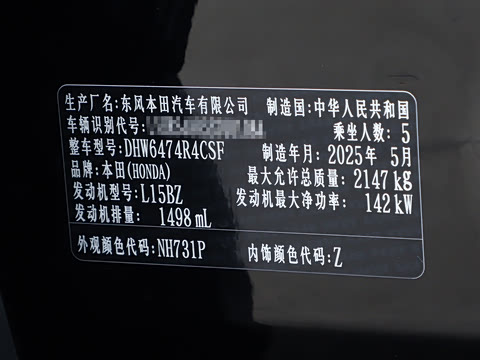 生产厂名:东风本田汽车有限公司 制造国:中华人民共和国
车辆识别代号: 乘坐人数: 5
整车型号:DHW6474R4CSF 制造年月: 2025年 5月
品牌:本田(HONDA) 最大允许总质量: 2147 kg
发动机型号:L15BZ 发动机最大净功率: 142 kW
发动机排量: 1498 mL
外观颜色代码:NH731P 内饰颜色代码:Z